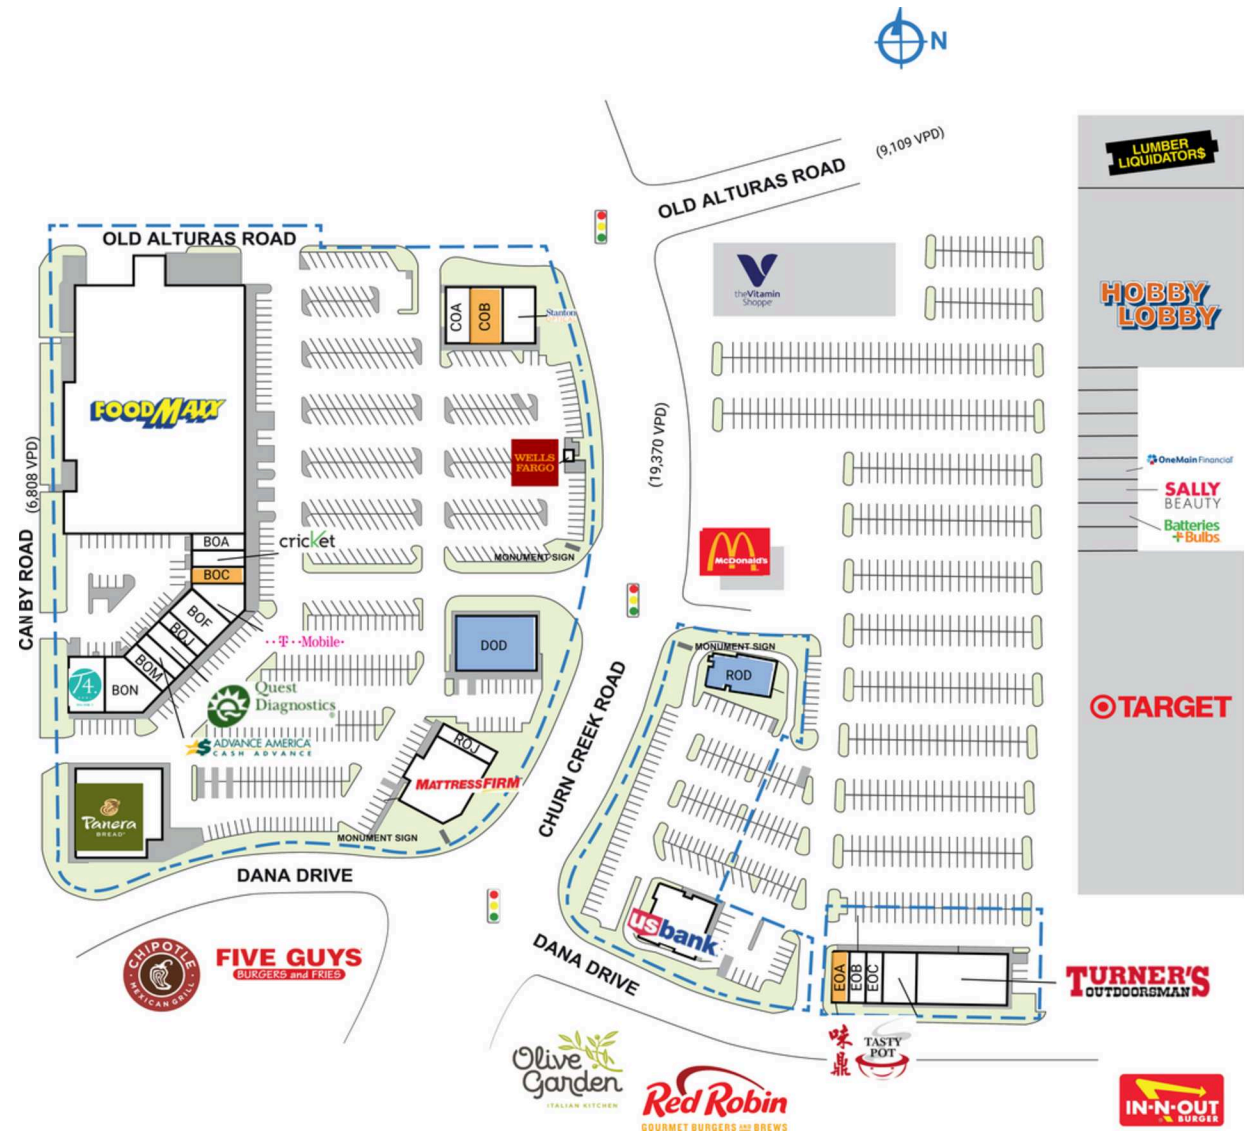 N
(9,109 VPD)
OLD ALTURAS ROAD
LUMBER
LIQUIDATOR$
OLD ALTURAS ROAD
theVitamin
Shoppe
HOBBY
LOBBY
COA
COB
Stanton
FOODMAXX
WELLS
FARGO
(19,370 VPD)
(6,808 VPD)
CANBY ROAD
OneMain Financial
SALLY
BEAUTY
Batteries
+Bulbs
BOA
cricket
BOC
MONUMENT SIGN
McDonald's
BOF
BOJ
BOM
BON
T4
T··Mobile·
DOD
MONUMENT SIGN
ROD
Quest
Diagnostics
ADVANCE AMERICA
CASH ADVANCE
TARGET
ROJ
MATTRESSFIRM
CHURN CREEK ROAD
Panera
BREAD
MONUMENT SIGN
DANA DRIVE
usbank
DANA DRIVE
CHIPOTLE
MEXICAN GRILL
FIVE GUYS
BURGERS and FRIES
EOA
EOB
EOC
TURNER'S
OUTDOORSMAN
味鼎
TASTY
POT
Olive
Garden
ITALIAN KITCHEN
Red Robin
GOURMET BURGERS AND BREWS
IN-N-OUT
BURGER